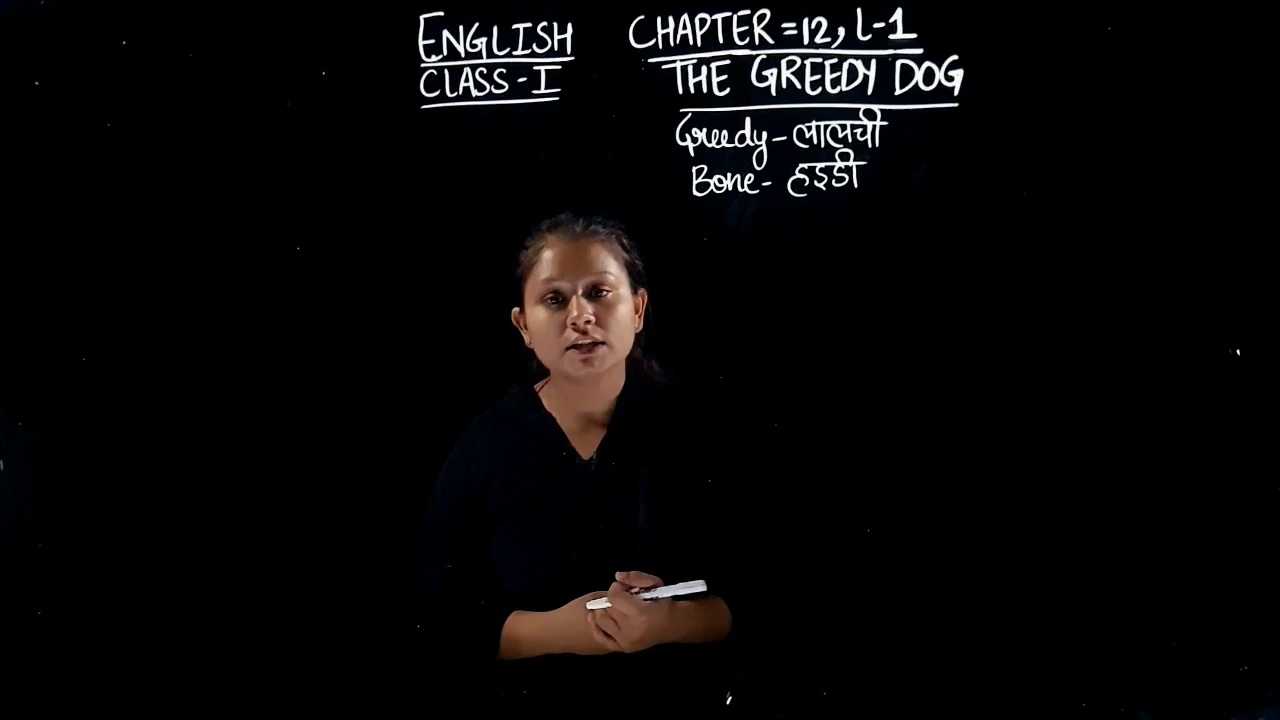 ENGLISH
CLASS-I
CHAPTER=12, L-1
THE GREEDY DOG
Greedy-लालची
Bone-हड्डी